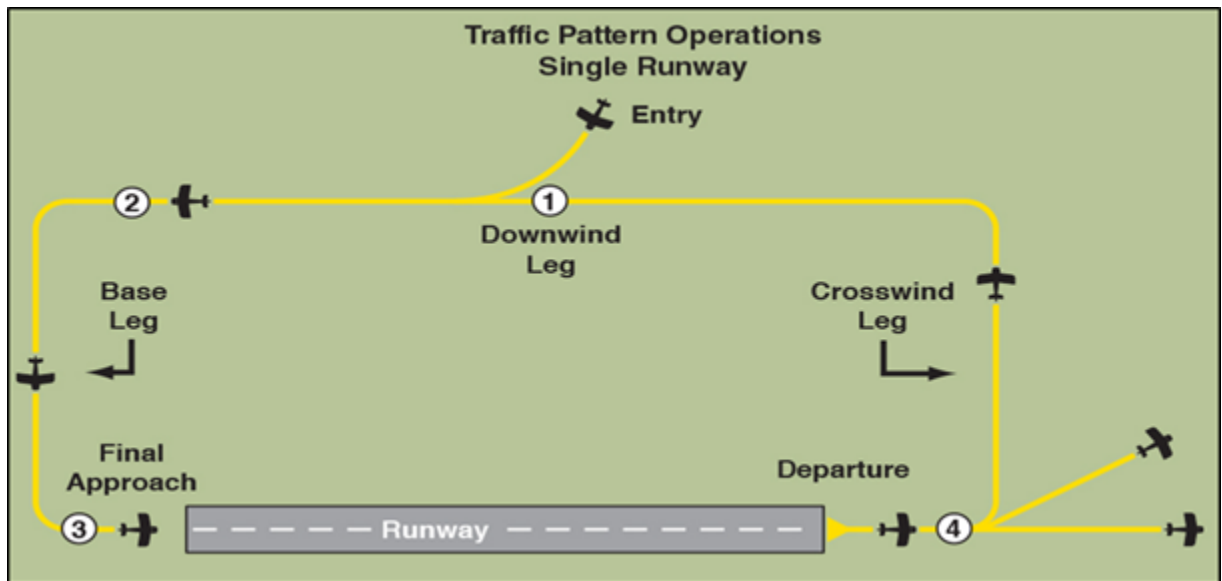 Traffic Pattern Operations
Single Runway
Entry
2
1
Downwind
Leg
Base
Leg
Crosswind
Leg
Final
Approach
Departure
3
Runway
4